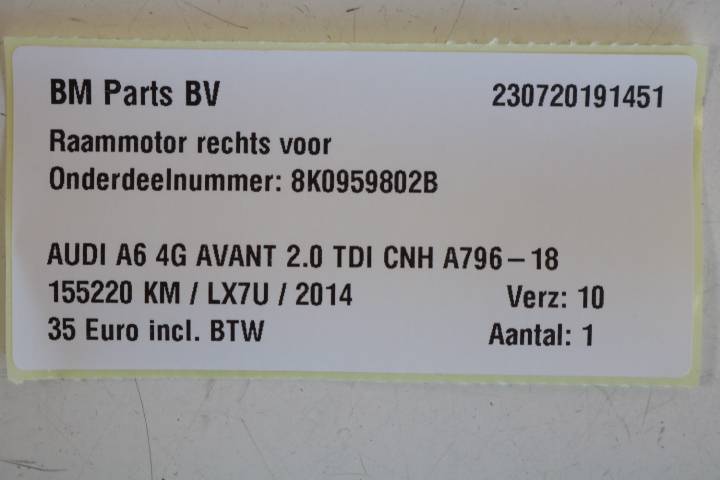 BM Parts BV 230720191451
Raammotor rechts voor
Onderdeelnummer: 8K0959802B
AUDI A6 4G AVANT 2.0 TDI CNH A796-18
155220 KM / LX7U / 2014 Verz: 10
35 Euro incl. BTW Aantal: 1